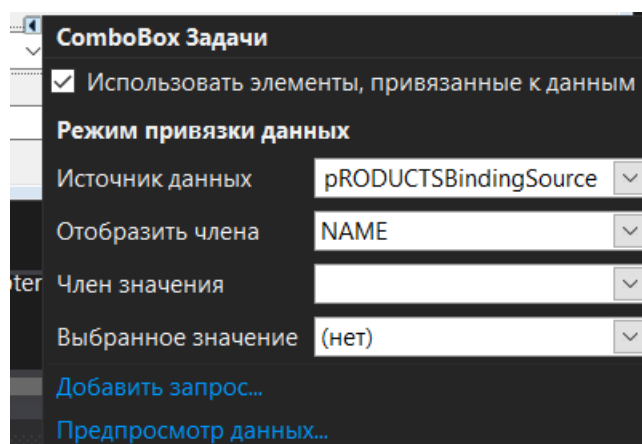 ComboBox Задачи
Использовать элементы, привязанные к данным
Режим привязки данных
Источник данных pRODUCTSBindingSource
Отобразить члена NAME
ter Член значения
Выбранное значение (нет)
Добавить запрос...
Предпросмотр данных...